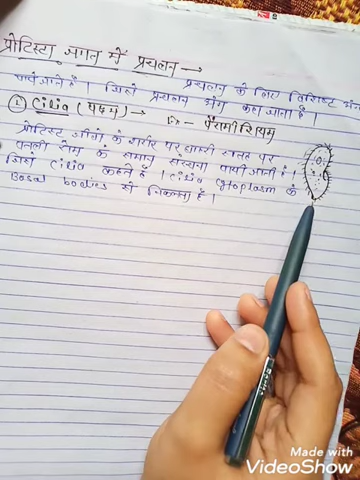 प्रोटिस्टा जगत में प्रचलन →
प्रचलन के लिए विशिष्ट अंग
पायं जाते हैं । जिसे प्रचलन अंग कहा जाता है ।
① Cilia (पक्ष्म) → Ex - पैरामीशियम
प्रोटिस्ट जीवों के शरीर पर बाहरी सतह पर
पतली रोम के समान संरचना पायी जाती है ।
जिसे Cilia कहते हैं । Cilia cytoplasm के
Basal bodies से निकलता है ।
Made with
VideoShow